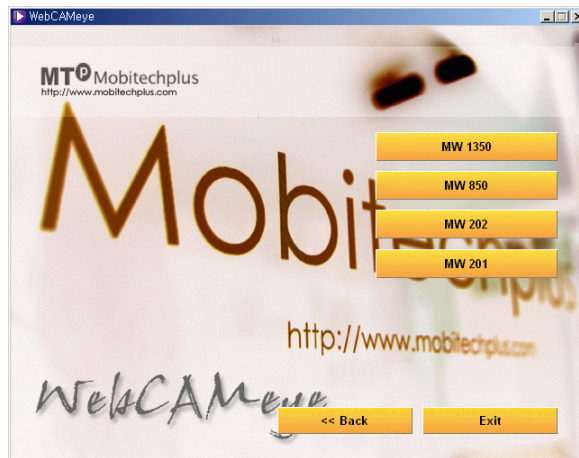 WebCAMeye
MTP Mobitechplus
http://www.mobitechplus.com
Mobitechplus
MW 1350
MW 850
MW 202
MW 201
http://www.mobitechplus.com
WebCAMeye
<< Back
Exit